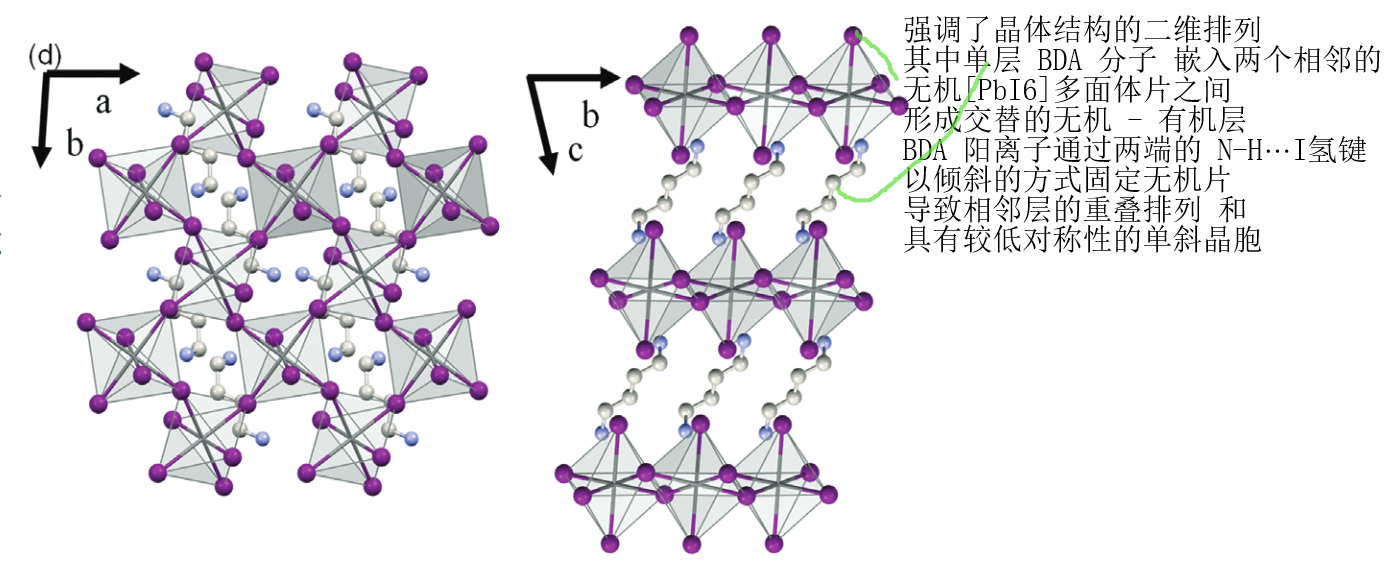 (d)
a
b
b
c
强调了晶体结构的二维排列
其中单层 BDA 分子 嵌入两个相邻的
无机[PbI6]多面体片之间
形成交替的无机 - 有机层
BDA 阳离子通过两端的 N-H…I氢键
以倾斜的方式固定无机片
导致相邻层的重叠排列 和
具有较低对称性的单斜晶胞